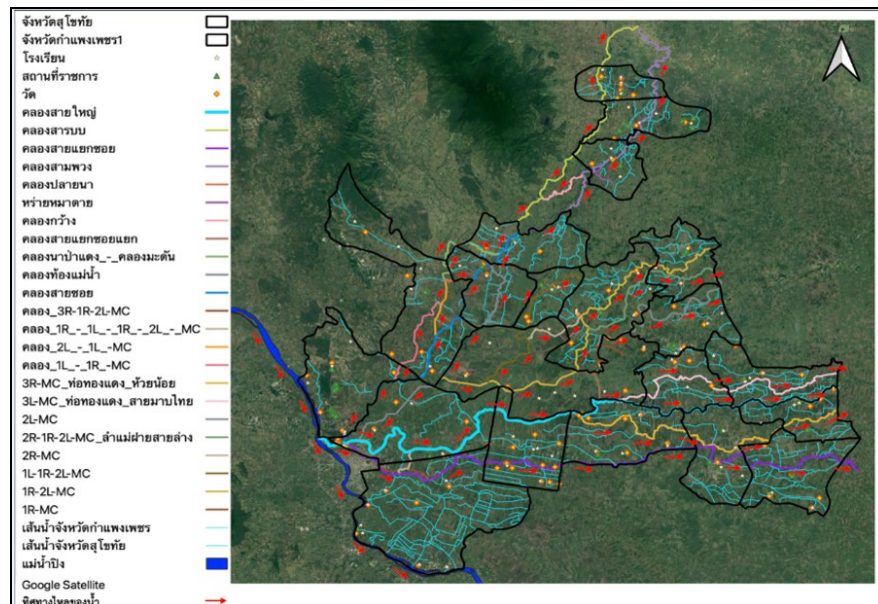 จังหวัดสุโขทัย
จังหวัดกำแพงเพชร1
โรงเรียน
สถานที่ราชการ
วัด
คลองสายใหญ่
คลองสารบบ
คลองสายแยกซอย
คลองสามพวง
คลองปลายนา
หร่ายหมาตาย
คลองกว้าง
คลองสายแยกซอยแยก
คลองนาป่าแดง_-_คลองมะดัน
คลองท้องแม่น้ำ
คลองสายซอย
คลอง_3R-1R-2L-MC
คลอง_1R_-_1L_-_1R_-_2L_-_MC
คลอง_2L_-_1L_-MC
คลอง_1L_-_1R_-MC
3R-MC_ท่อทองแดง_ห้วยน้อย
3L-MC_ท่อทองแดง_สายมาบไทย
2L-MC
2R-1R-2L-MC_ลำแม่ฝายสายล่าง
2R-MC
1L-1R-2L-MC
1R-2L-MC
1R-MC
เส้นน้ำจังหวัดกำแพงเพชร
เส้นน้ำจังหวัดสุโขทัย
แม่น้ำปิง
Google Satellite
ทิศทางไหลของน้ำ